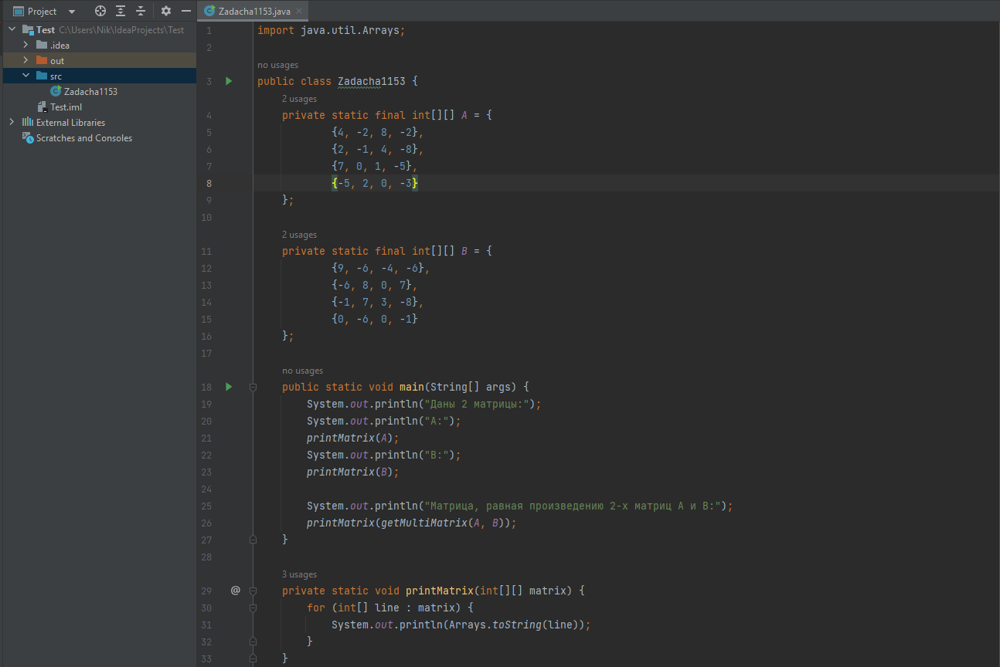 Project
Zadacha1153.java
Test C:\Users\Nik\IdeaProjects\Test
.idea
out
src
Zadacha1153
Test.iml
External Libraries
Scratches and Consoles
1 import java.util.Arrays;
2
no usages
3 public class Zadacha1153 {
2 usages
4 private static final int[][] A = {
5 {4, -2, 8, -2},
6 {2, -1, 4, -8},
7 {7, 0, 1, -5},
8 {-5, 2, 0, -3}
9 };
10
2 usages
11 private static final int[][] B = {
12 {9, -6, -4, -6},
13 {-6, 8, 0, 7},
14 {-1, 7, 3, -8},
15 {0, -6, 0, -1}
16 };
17
no usages
18 public static void main(String[] args) {
19 System.out.println("Даны 2 матрицы:");
20 System.out.println("A:");
21 printMatrix(A);
22 System.out.println("B:");
23 printMatrix(B);
24
25 System.out.println("Матрица, равная произведению 2-х матриц A и B:");
26 printMatrix(getMultiMatrix(A, B));
27 }
28
3 usages
29 @ private static void printMatrix(int[][] matrix) {
30 for (int[] line : matrix) {
31 System.out.println(Arrays.toString(line));
32 }
33 }